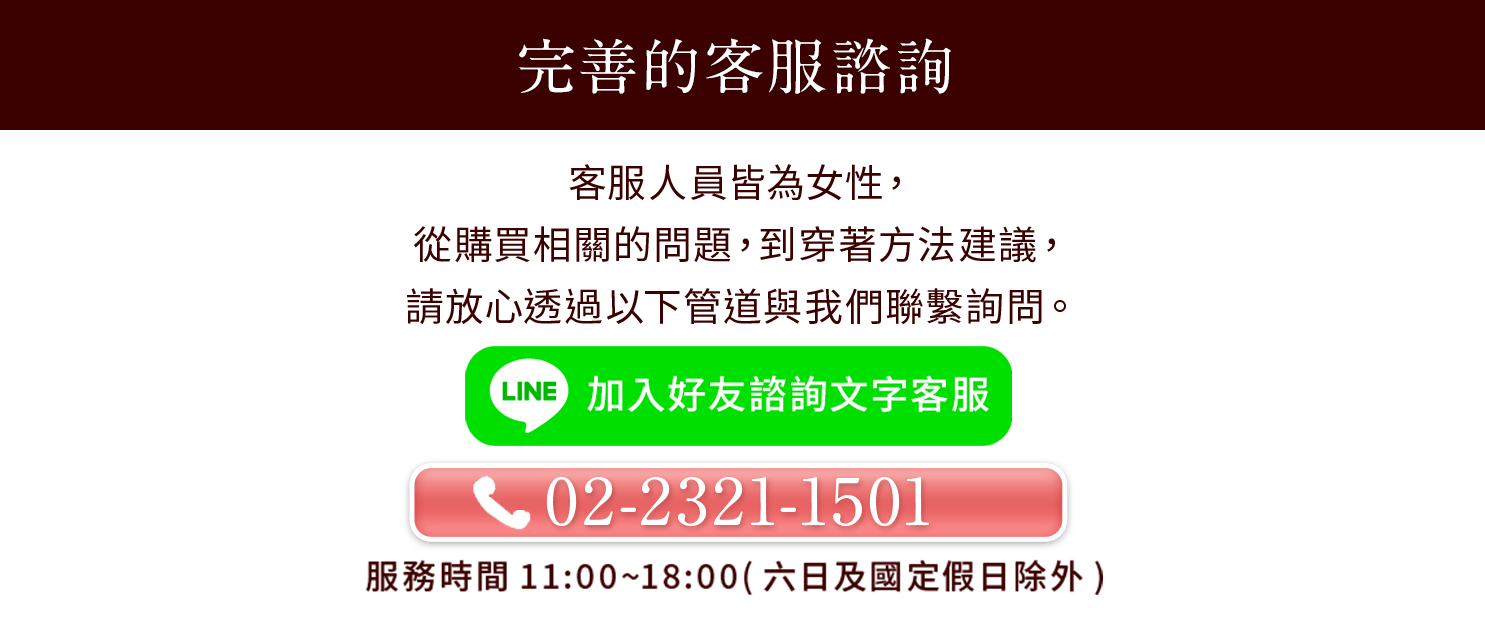 完善的客服諮詢
客服人員皆為女性，
從購買相關的問題，到穿著方法建議，
請放心透過以下管道與我們聯繫詢問。
LINE 加入好友諮詢文字客服
02-2321-1501
服務時間 11:00~18:00( 六日及國定假日除外 )